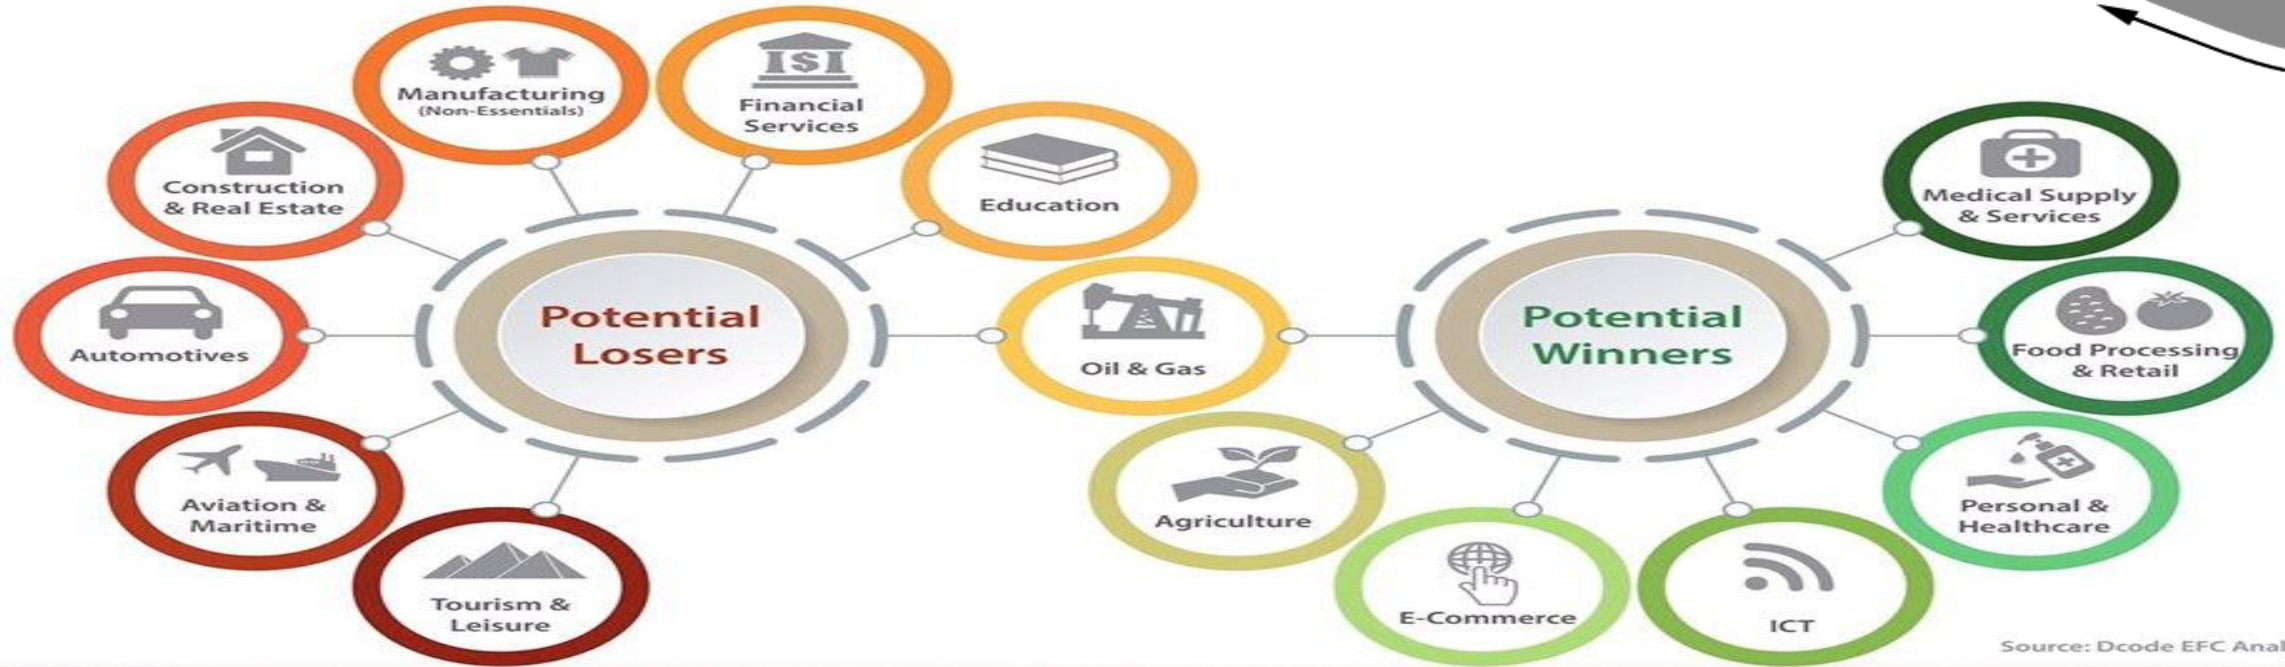 Manufacturing
(Non-Essentials)
Financial
Services
Construction
& Real Estate
Education
Automotives
Potential
Losers
Oil & Gas
Aviation &
Maritime
Tourism &
Leisure
Potential
Winners
Medical Supply
& Services
Food Processing
& Retail
Personal &
Healthcare
Agriculture
E-Commerce
ICT
Source: Dcode EFC Anal